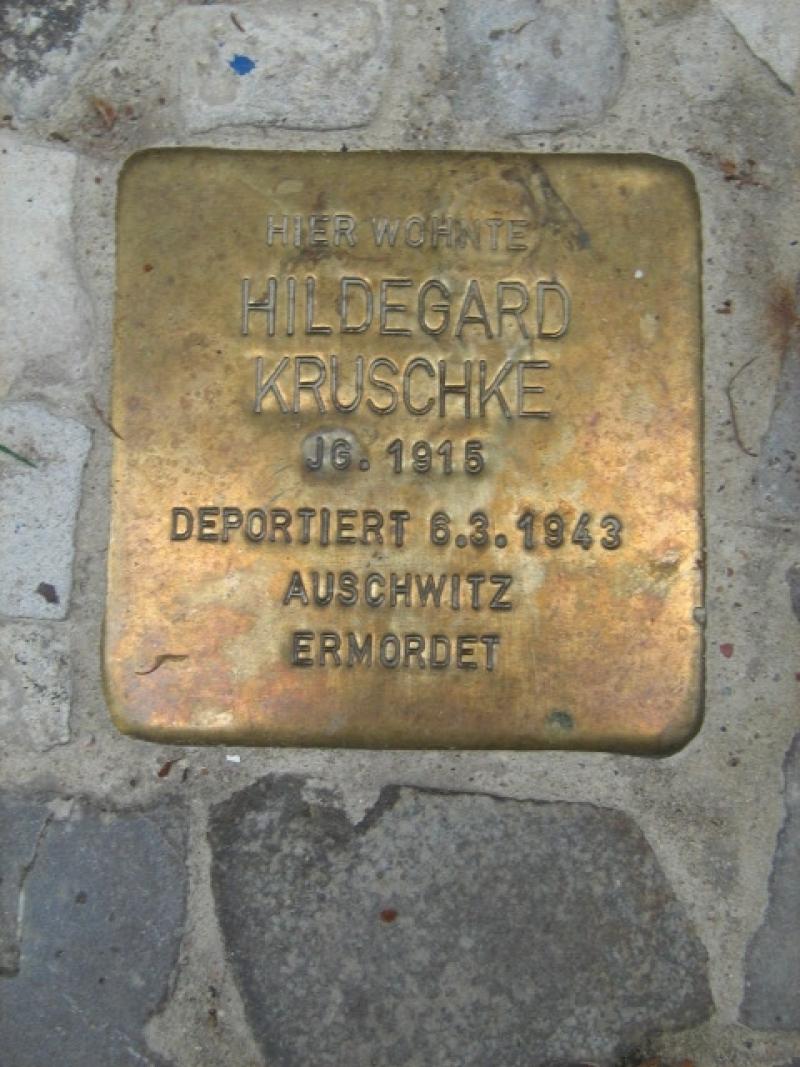 HIER WOHNTE
HILDEGARD
KRUSCHKE
JG. 1915
DEPORTIERT 6.3.1943
AUSCHWITZ
ERMORDET